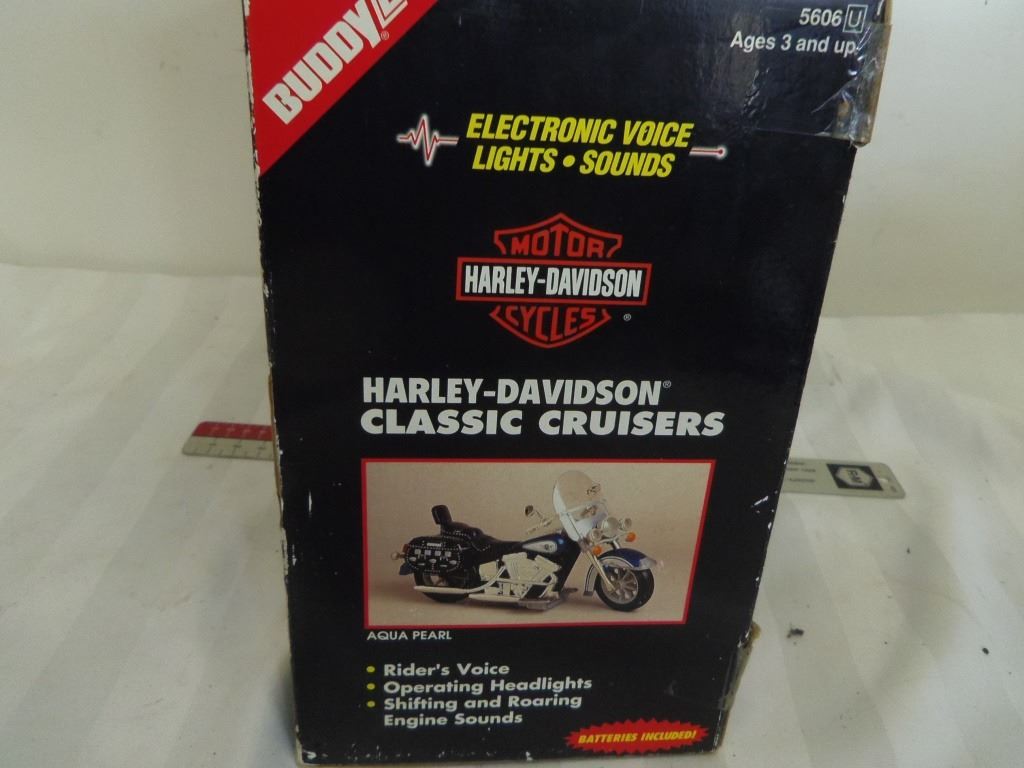 BUDDY L
5606 U
Ages 3 and up
ELECTRONIC VOICE
LIGHTS • SOUNDS
MOTOR
HARLEY-DAVIDSON
CYCLES ®
HARLEY-DAVIDSON®
CLASSIC CRUISERS
AQUA PEARL
• Rider's Voice
• Operating Headlights
• Shifting and Roaring
Engine Sounds
BATTERIES INCLUDED!